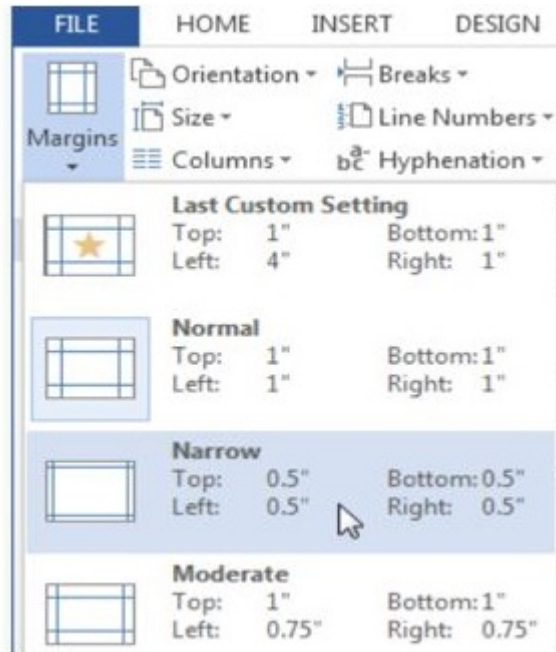 FILE HOME INSERT DESIGN
Orientation Breaks
Size Line Numbers
Margins
Columns Hyphenation
Last Custom Setting
Top: 1" Bottom: 1"
Left: 4" Right: 1"
Normal
Top: 1" Bottom: 1"
Left: 1" Right: 1"
Narrow
Top: 0.5" Bottom: 0.5"
Left: 0.5" Right: 0.5"
Moderate
Top: 1" Bottom: 1"
Left: 0.75" Right: 0.75"